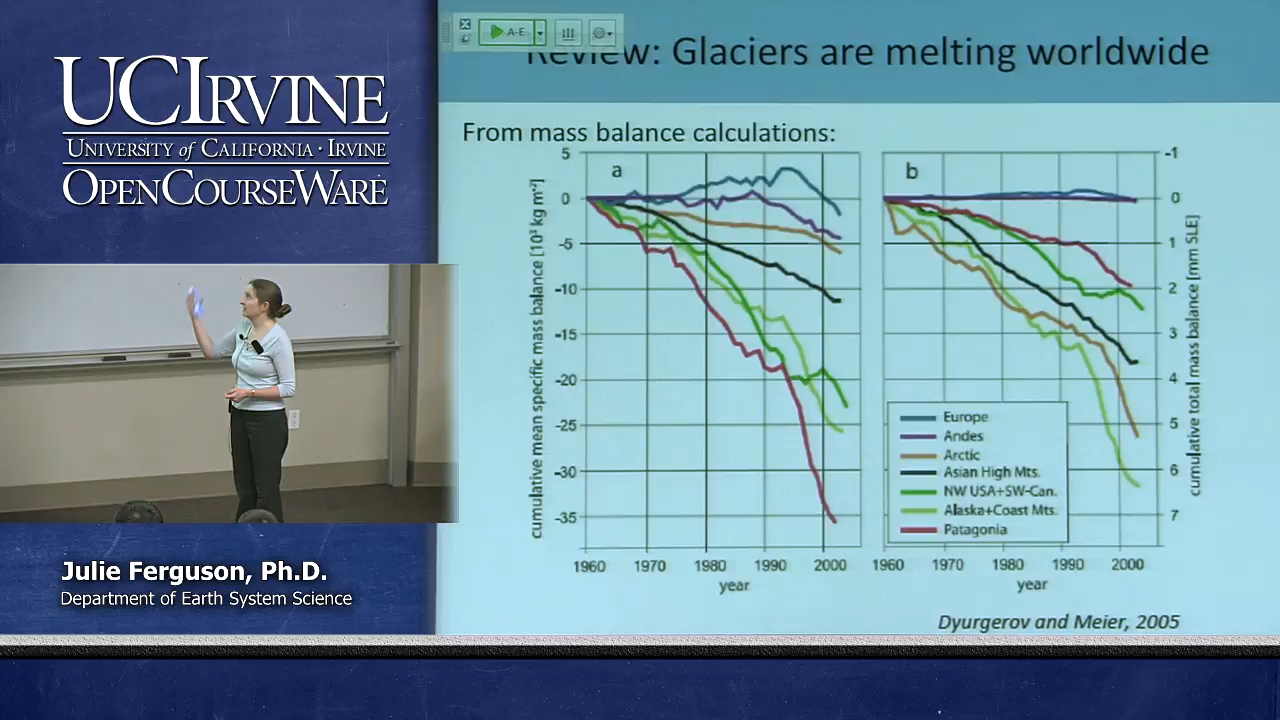 UCIRVINE
UNIVERSITY of CALIFORNIA · IRVINE
OPENCOURSEWARE
Julie Ferguson, Ph.D.
Department of Earth System Science
A-E
Review: Glaciers are melting worldwide
From mass balance calculations:
a
5
0
-5
-10
-15
-20
-25
-30
-35
cumulative mean specific mass balance [10³ kg m⁻²]
1960 1970 1980 1990 2000
year
b
-1
0
1
2
3
4
5
6
7
cumulative total mass balance [mm SLE]
Europe
Andes
Arctic
Asian High Mts.
NW USA+SW-Can.
Alaska+Coast Mts.
Patagonia
1960 1970 1980 1990 2000
year
Dyurgerov and Meier, 2005